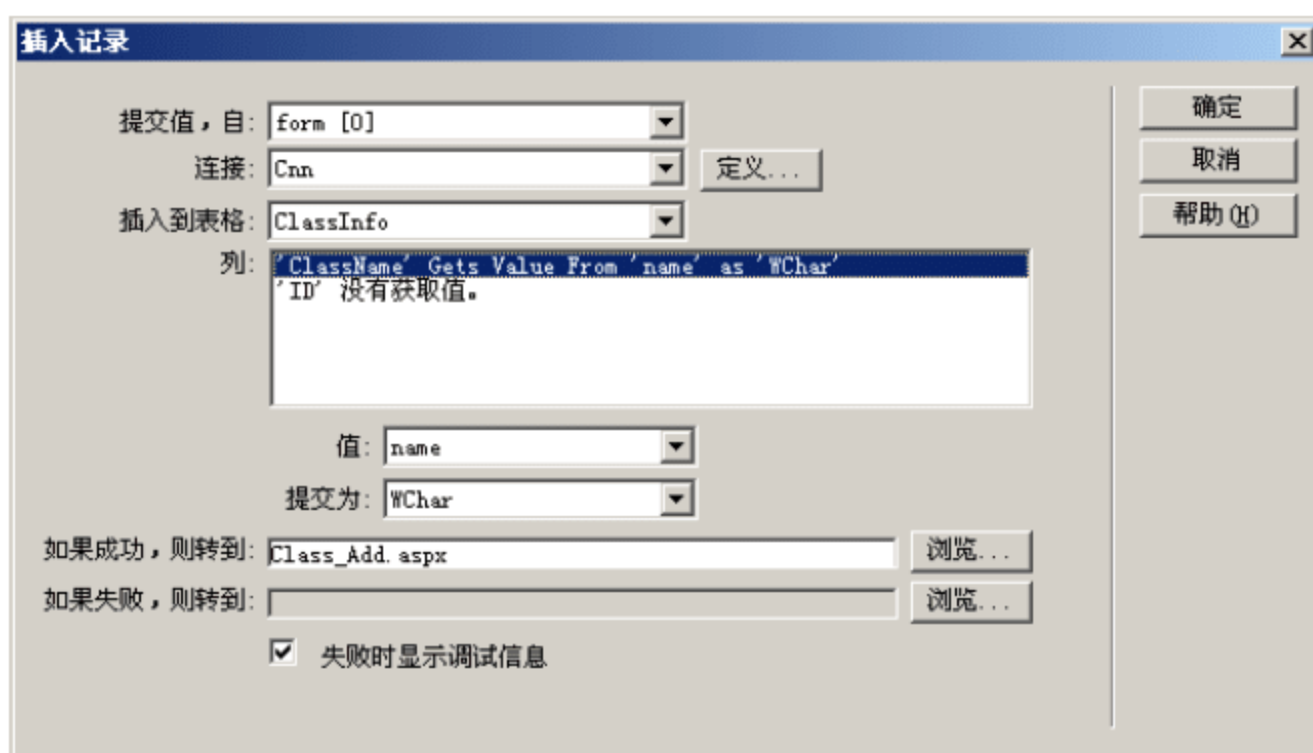 插入记录
提交值，自: form [0]
确定
连接: Cnn 定义...
取消
插入到表格: ClassInfo
帮助(H)
列: 'ClassName' Gets Value From 'name' as 'WChar'
'ID' 没有获取值。
值: name
提交为: WChar
如果成功，则转到: Class_Add.aspx 浏览...
如果失败，则转到: 浏览...
失败时显示调试信息